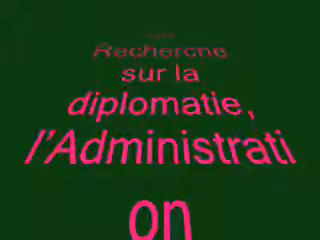 Recherche
sur la
diplomatie,
l'Administrati
on